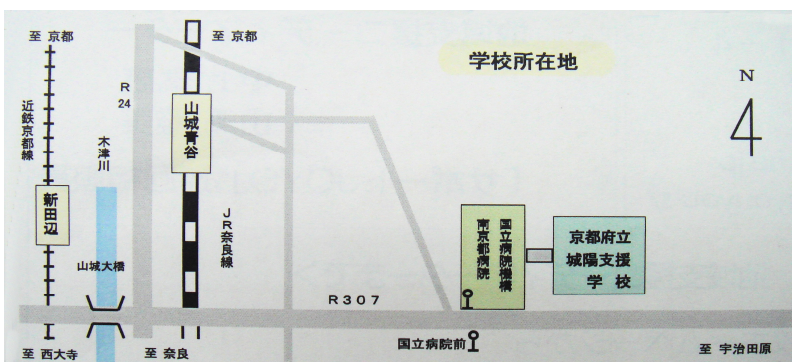 学校所在地
N
至 京都
至 京都
R
24
近鉄京都線
木津川
山城青谷
新田辺
JR奈良線
山城大橋
国立病院機構
南京都病院
京都府立
城陽支援
学校
R307
国立病院前
至 西大寺
至 奈良
至 宇治田原